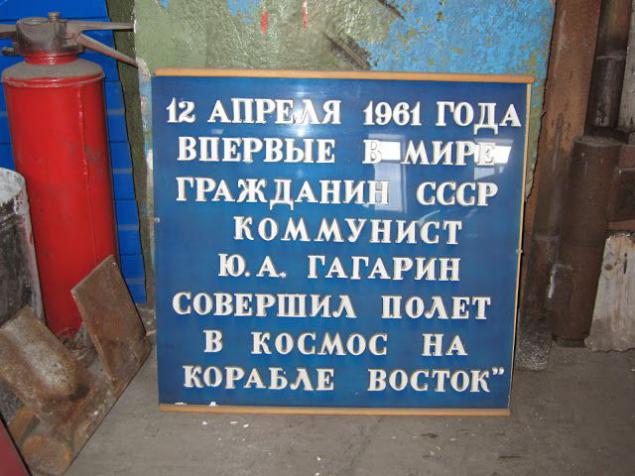 12 АПРЕЛЯ 1961 ГОДА
ВПЕРВЫЕ В МИРЕ
ГРАЖДАНИН СССР
КОММУНИСТ
Ю.А. ГАГАРИН
СОВЕРШИЛ ПОЛЕТ
В КОСМОС НА
КОРАБЛЕ ВОСТОК"